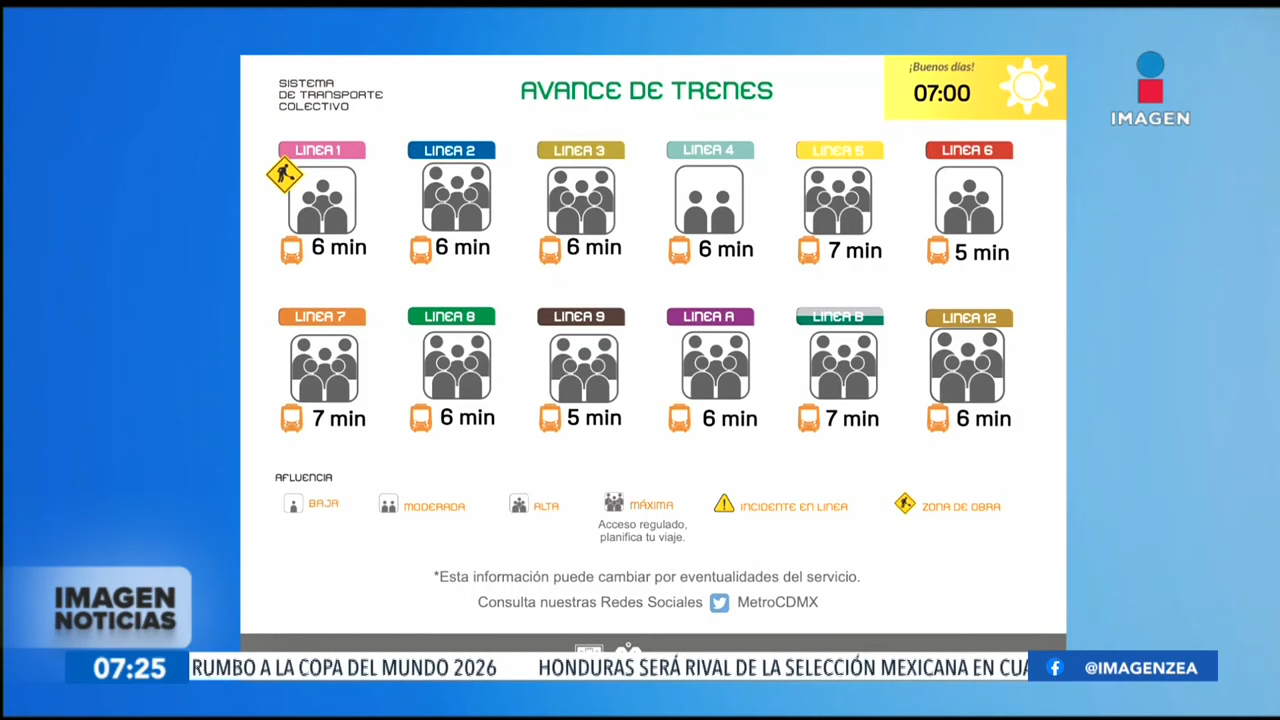 SISTEMA
DE TRANSPORTE
COLECTIVO
AVANCE DE TRENES
¡Buenos días!
07:00
IMAGEN
LINEA 1
LINEA 2
LINEA 3
LINEA 4
LINEA 5
LINEA 6
6 min
6 min
6 min
6 min
7 min
5 min
LINEA 7
LINEA 8
LINEA 9
LINEA A
LINEA B
LINEA 12
7 min
6 min
5 min
6 min
7 min
6 min
AFLUENCIA
BAJA
MODERADA
ALTA
MÁXIMA
Acceso regulado,
planifica tu viaje.
INCIDENTE EN LINEA
ZONA DE OBRA
*Esta información puede cambiar por eventualidades del servicio.
Consulta nuestras Redes Sociales MetroCDMX
IMAGEN
NOTICIAS
07:25 RUMBO A LA COPA DEL MUNDO 2026 HONDURAS SERÁ RIVAL DE LA SELECCIÓN MEXICANA EN CUA @IMAGENZEA